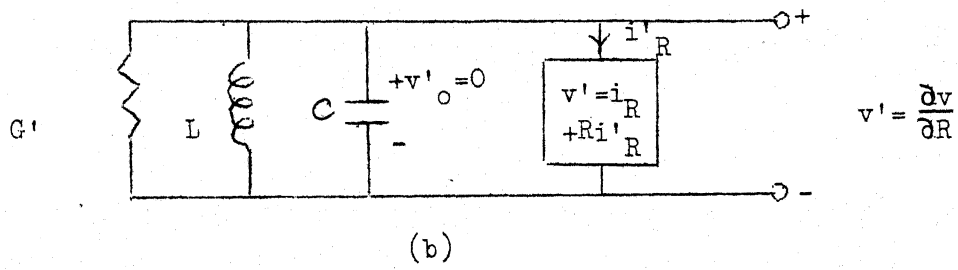 i'R
+
+v'o=0
v'=iR
+Ri'R
G'
L
C
-
v'=∂v/∂R
-
(b)